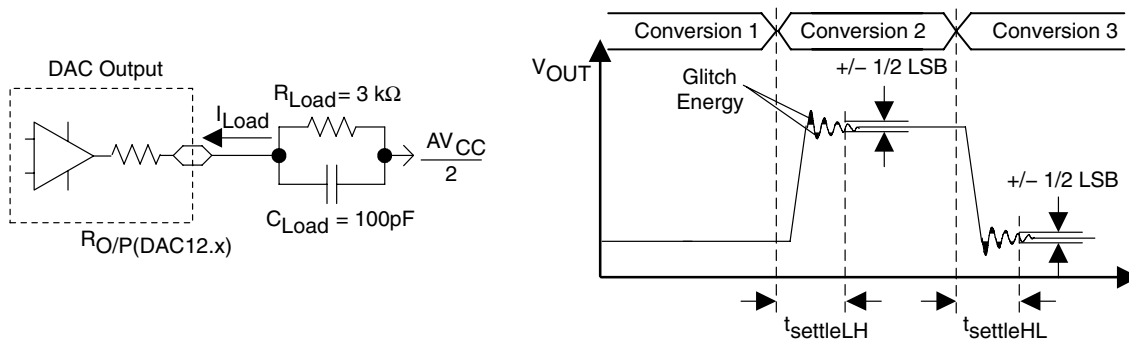 DAC Output
I_Load
R_Load = 3 kΩ
AV_CC
2
C_Load = 100pF
R_O/P(DAC12.x)
Conversion 1
Conversion 2
Conversion 3
V_OUT
Glitch
Energy
+/− 1/2 LSB
+/− 1/2 LSB
t_settleLH
t_settleHL